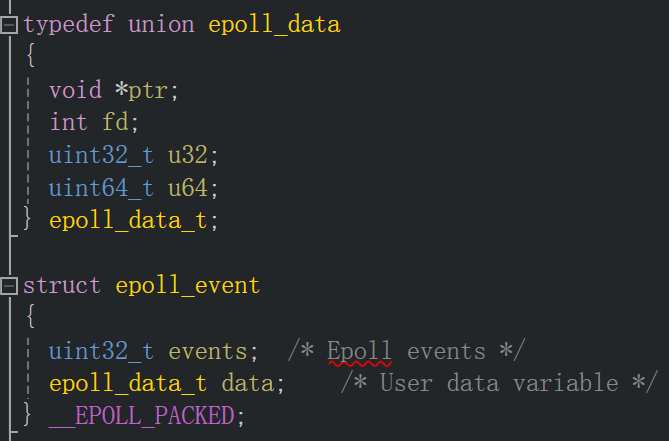 typedef union epoll_data
{
void *ptr;
int fd;
uint32_t u32;
uint64_t u64;
} epoll_data_t;
struct epoll_event
{
uint32_t events; /* Epoll events */
epoll_data_t data; /* User data variable */
} __EPOLL_PACKED;